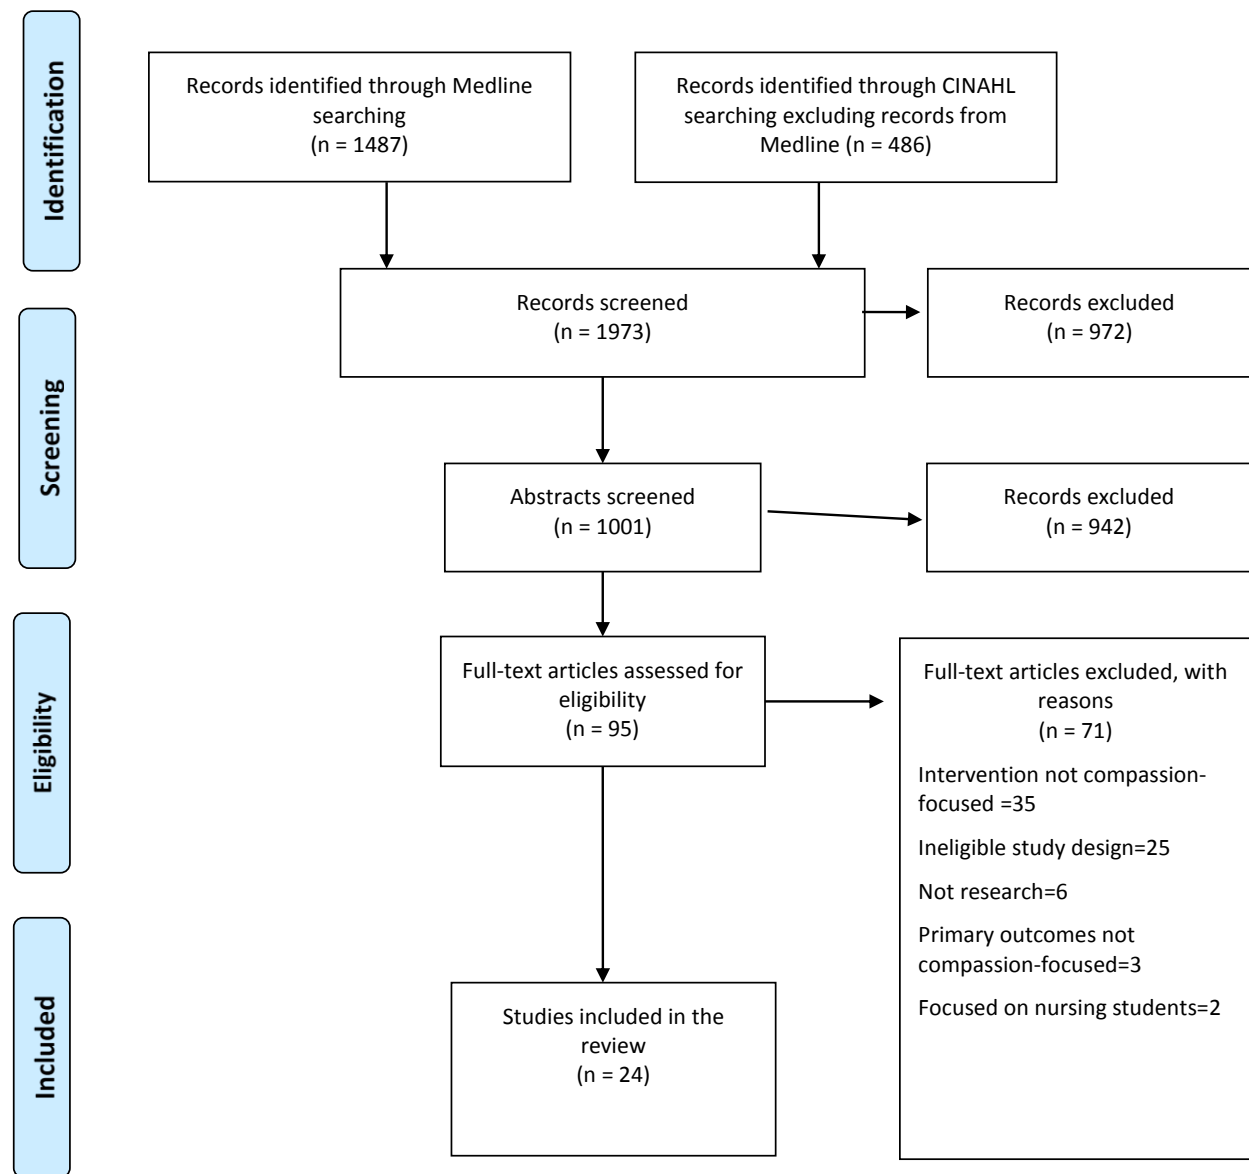 Identification
Records identified through Medline
searching
(n = 1487)
Records identified through CINAHL
searching excluding records from
Medline (n = 486)
Records screened
(n = 1973)
Records excluded
(n = 972)
Screening
Abstracts screened
(n = 1001)
Records excluded
(n = 942)
Eligibility
Full-text articles assessed for
eligibility
(n = 95)
Full-text articles excluded, with
reasons
(n = 71)
Intervention not compassion-
focused =35
Ineligible study design=25
Not research=6
Primary outcomes not
compassion-focused=3
Focused on nursing students=2
Included
Studies included in the
review
(n = 24)